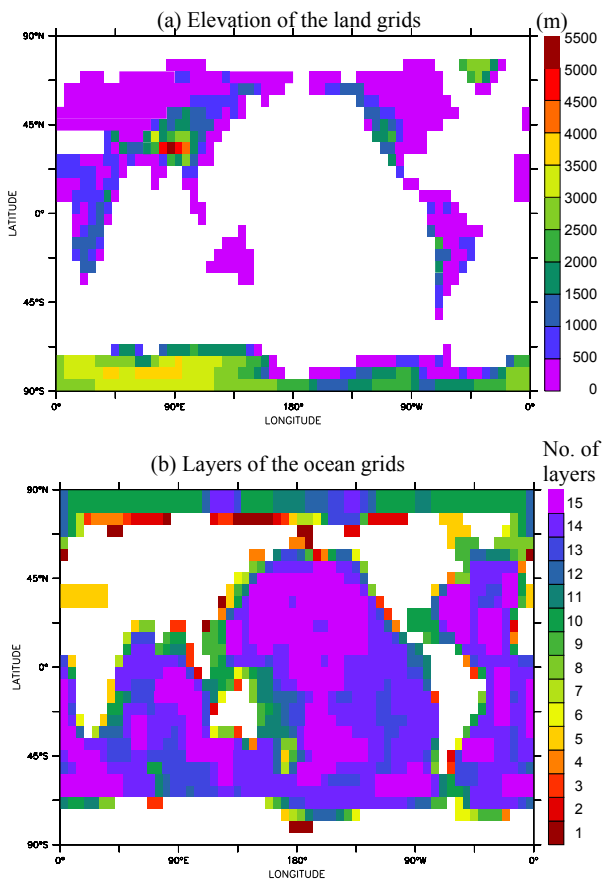 (a) Elevation of the land grids
(m)
90°N
45°N
0°
45°S
90°S
LATITUDE
0°
90°E
180°
90°W
0°
LONGITUDE
5500
5000
4500
4000
3500
3000
2500
2000
1500
1000
500
0
(b) Layers of the ocean grids
No. of
layers
90°N
45°N
0°
45°S
90°S
LATITUDE
0°
90°E
180°
90°W
0°
LONGITUDE
15
14
13
12
11
10
9
8
7
6
5
4
3
2
1